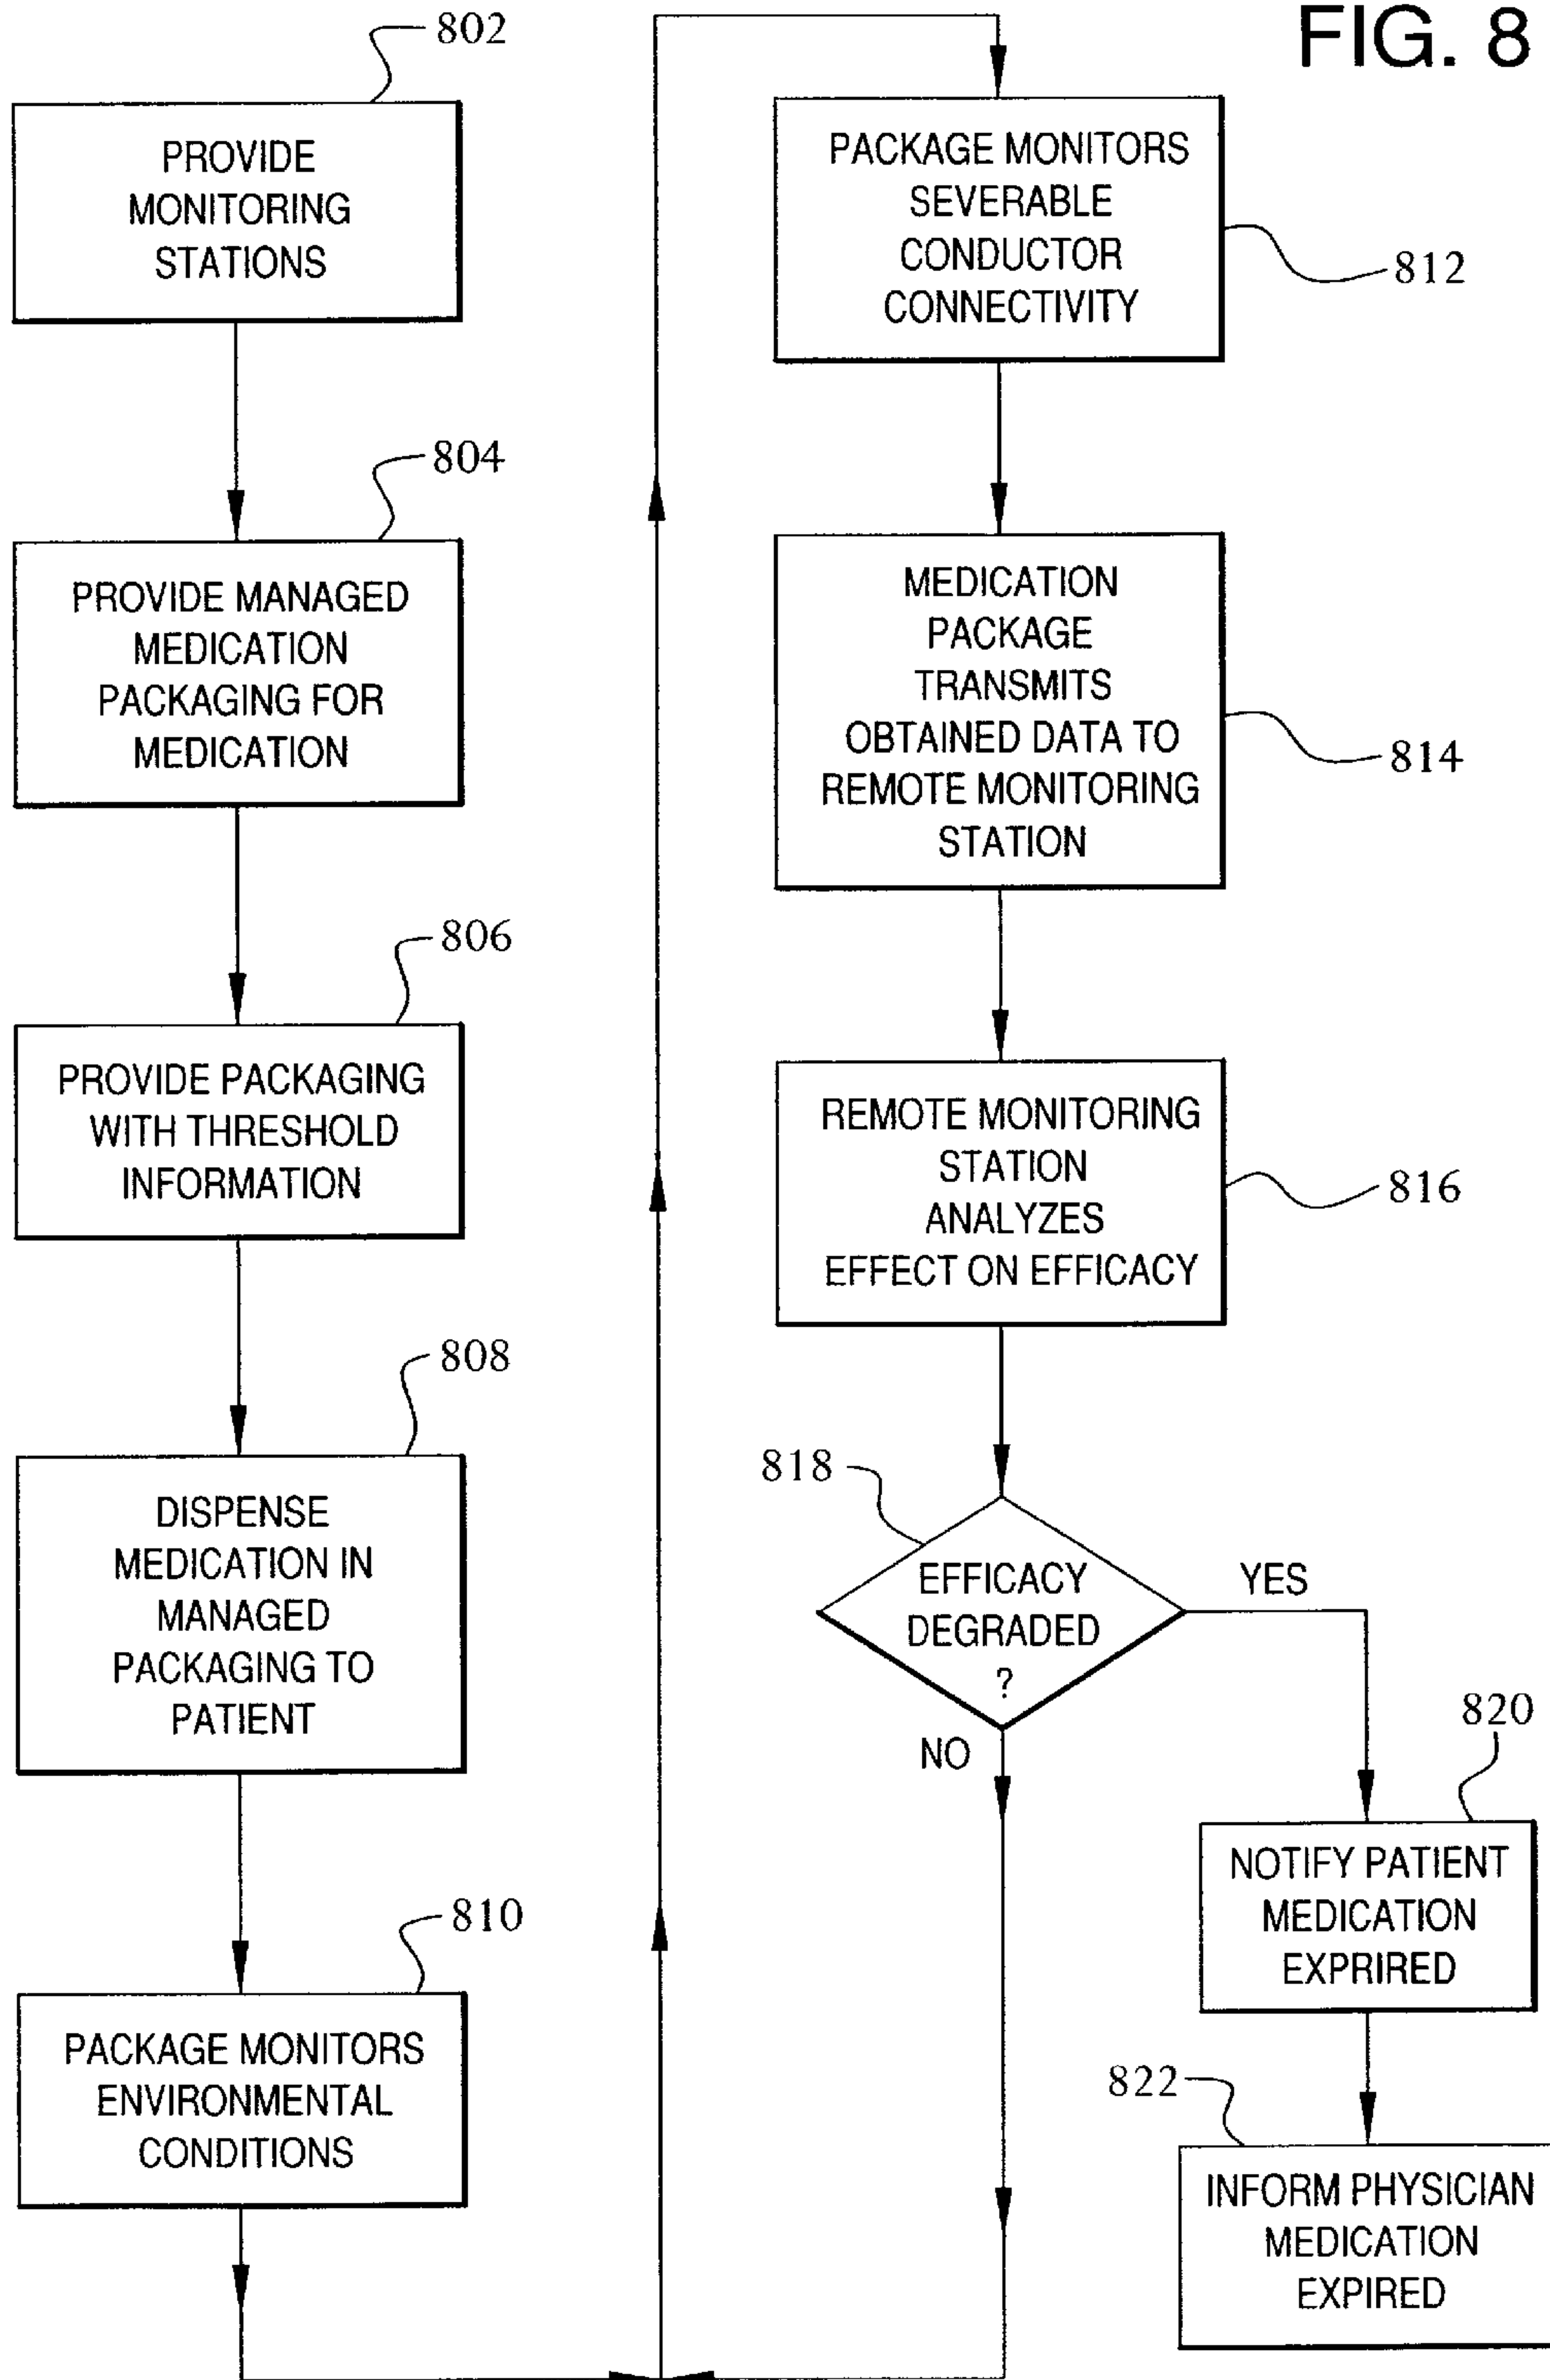 FIG. 8
802
PROVIDE
MONITORING
STATIONS
804
PROVIDE MANAGED
MEDICATION
PACKAGING FOR
MEDICATION
806
PROVIDE PACKAGING
WITH THRESHOLD
INFORMATION
808
DISPENSE
MEDICATION IN
MANAGED
PACKAGING TO
PATIENT
810
PACKAGE MONITORS
ENVIRONMENTAL
CONDITIONS
PACKAGE MONITORS
SEVERABLE
CONDUCTOR
CONNECTIVITY
812
MEDICATION
PACKAGE
TRANSMITS
OBTAINED DATA TO
REMOTE MONITORING
STATION
814
REMOTE MONITORING
STATION
ANALYZES
EFFECT ON EFFICACY
816
818
EFFICACY
DEGRADED
?
YES
NO
820
NOTIFY PATIENT
MEDICATION
EXPRIRED
822
INFORM PHYSICIAN
MEDICATION
EXPIRED